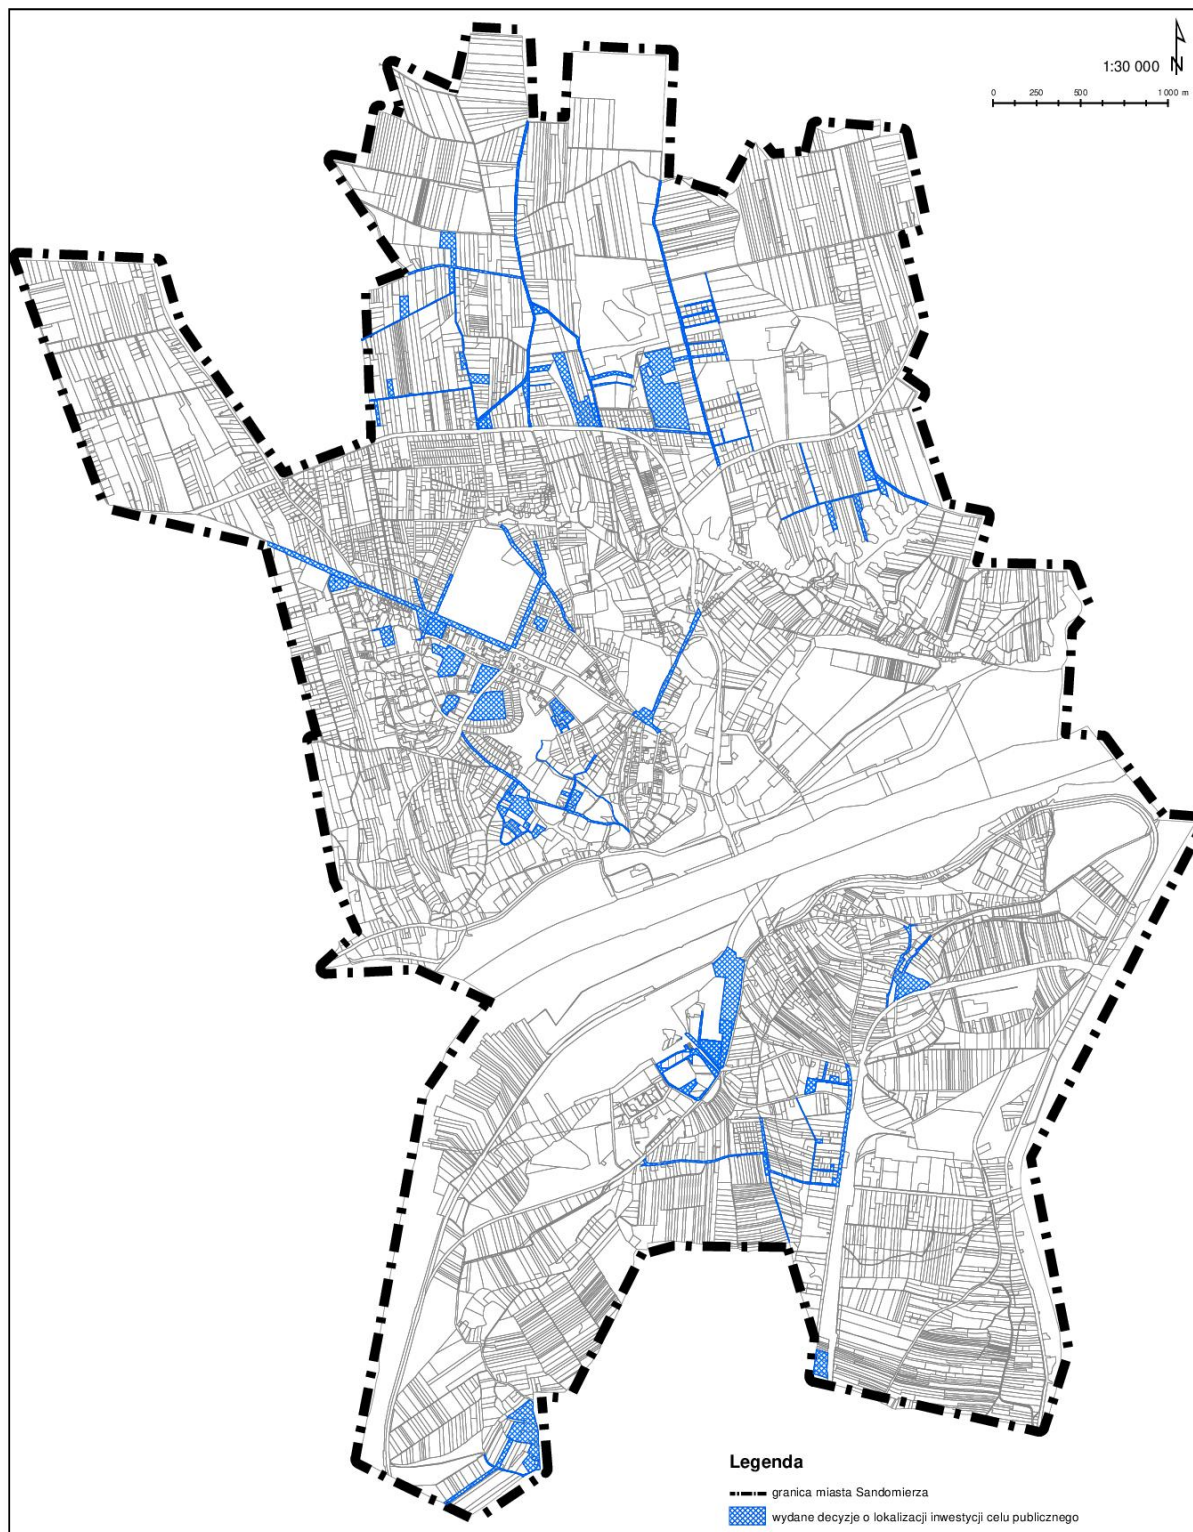 N
1:30 000
0 250 500 1 000 m
Legenda
granica miasta Sandomierza
wydane decyzje o lokalizacji inwestycji celu publicznego